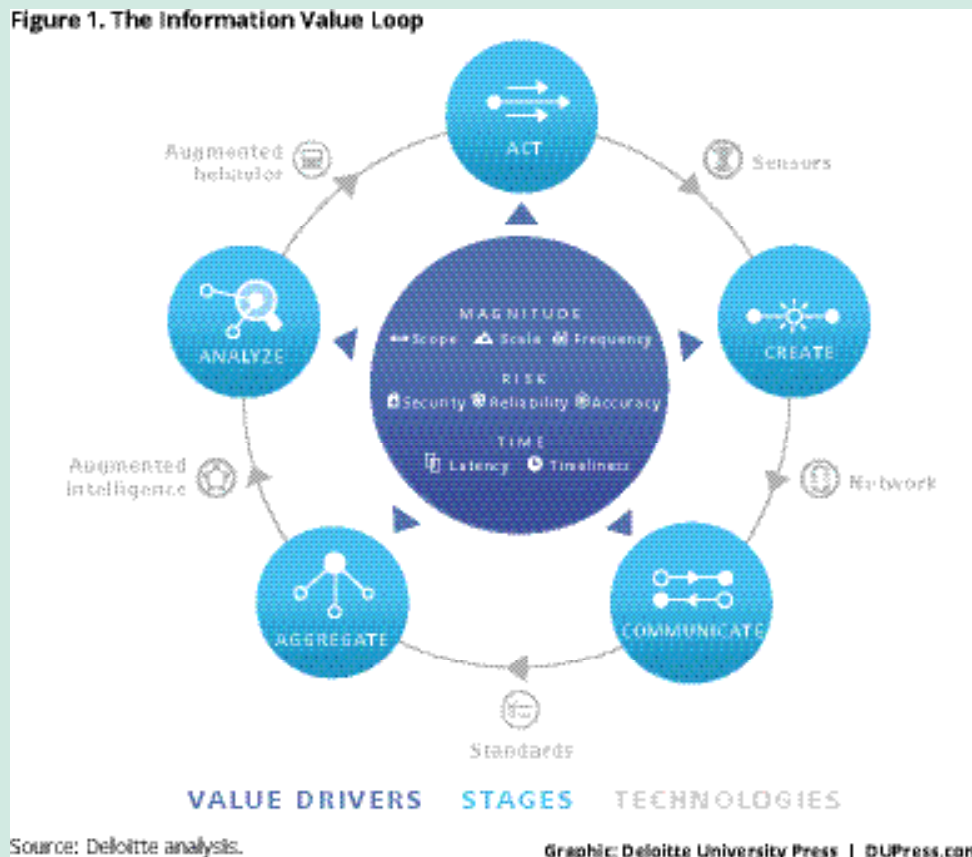 Figure 1. The Information Value Loop
ACT
Augmented
behavior
Sensors
ANALYZE
CREATE
MAGNITUDE
Scope Scale Frequency
RISK
Security Reliability Accuracy
TIME
Latency Timeliness
Augmented
intelligence
Network
AGGREGATE
COMMUNICATE
Standards
VALUE DRIVERS STAGES TECHNOLOGIES
Source: Deloitte analysis.
Graphic: Deloitte University Press | DUPress.com